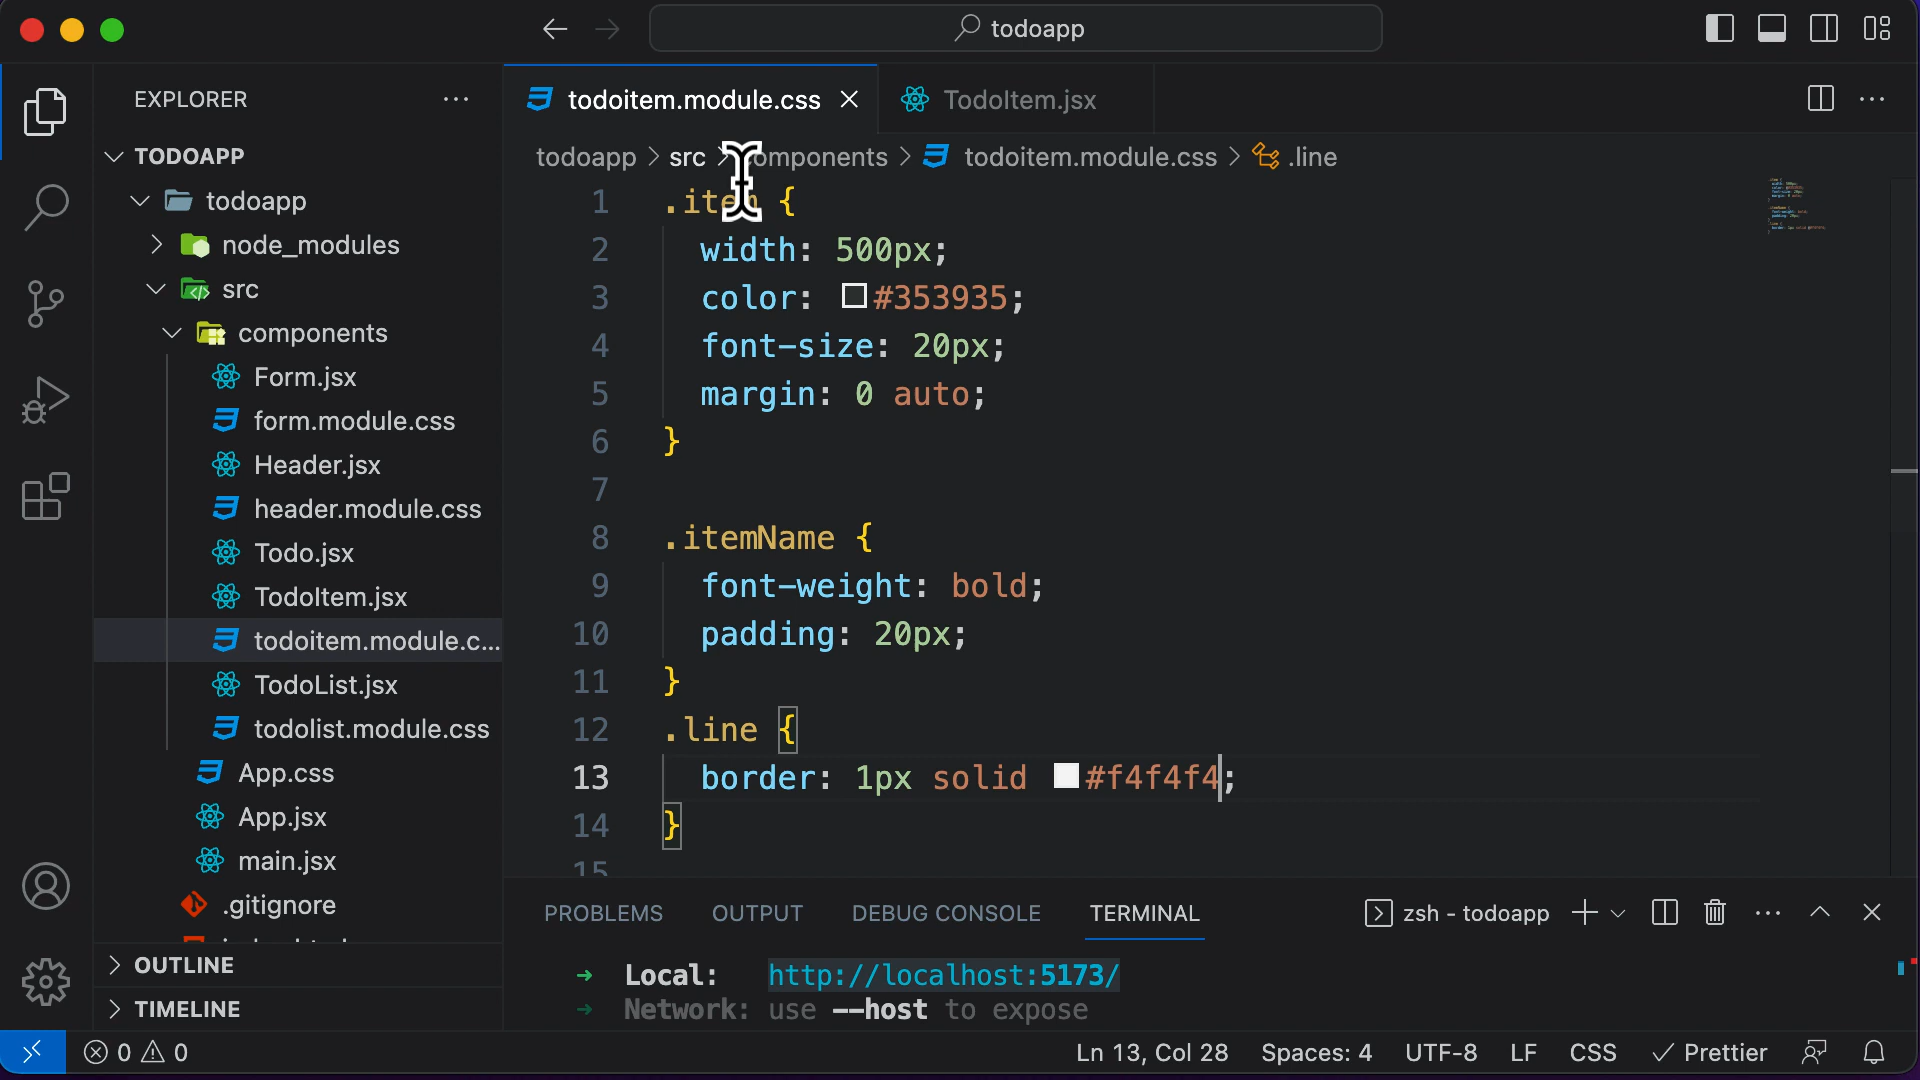 todoapp
EXPLORER
TODOAPP
todoapp
node_modules
src
components
Form.jsx
form.module.css
Header.jsx
header.module.css
Todo.jsx
TodoItem.jsx
todoitem.module.c...
TodoList.jsx
todolist.module.css
App.css
App.jsx
main.jsx
.gitignore
OUTLINE
TIMELINE
todoitem.module.css
TodoItem.jsx
todoapp > src > components > todoitem.module.css > .line
1 .item {
2 width: 500px;
3 color: #353935;
4 font-size: 20px;
5 margin: 0 auto;
6 }
7
8 .itemName {
9 font-weight: bold;
10 padding: 20px;
11 }
12 .line {
13 border: 1px solid #f4f4f4;
14 }
15
PROBLEMS OUTPUT DEBUG CONSOLE TERMINAL
zsh - todoapp
➜ Local: http://localhost:5173/
➜ Network: use --host to expose
0 0
Ln 13, Col 28 Spaces: 4 UTF-8 LF CSS Prettier